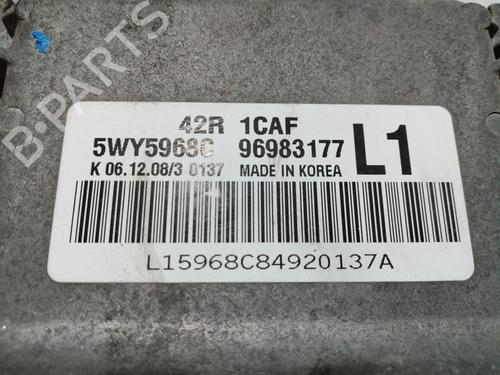 42R 1CAF
5WY5968C 96983177 L1
K 06.12.08/3 0137 MADE IN KOREA
L15968C84920137A
B-PARTS